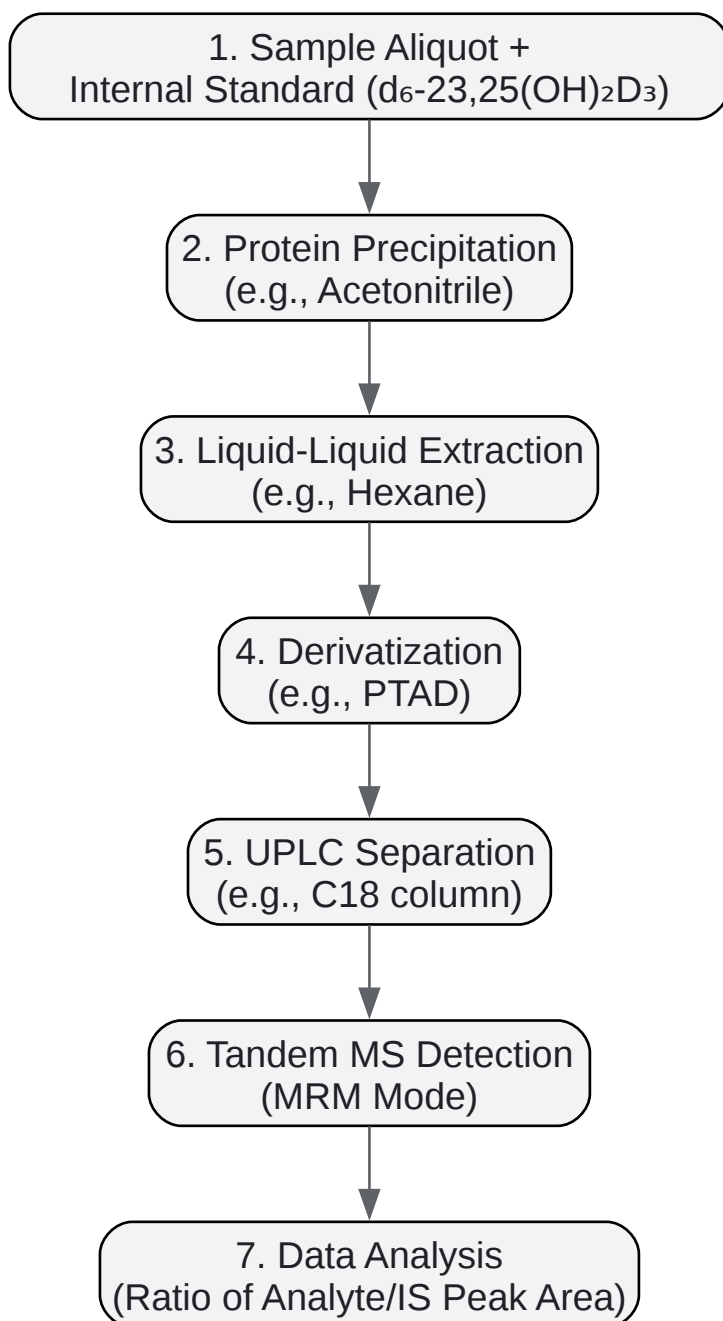 1. Sample Aliquot +
Internal Standard (d₆-23,25(OH)₂D₃)
2. Protein Precipitation
(e.g., Acetonitrile)
3. Liquid-Liquid Extraction
(e.g., Hexane)
4. Derivatization
(e.g., PTAD)
5. UPLC Separation
(e.g., C18 column)
6. Tandem MS Detection
(MRM Mode)
7. Data Analysis
(Ratio of Analyte/IS Peak Area)